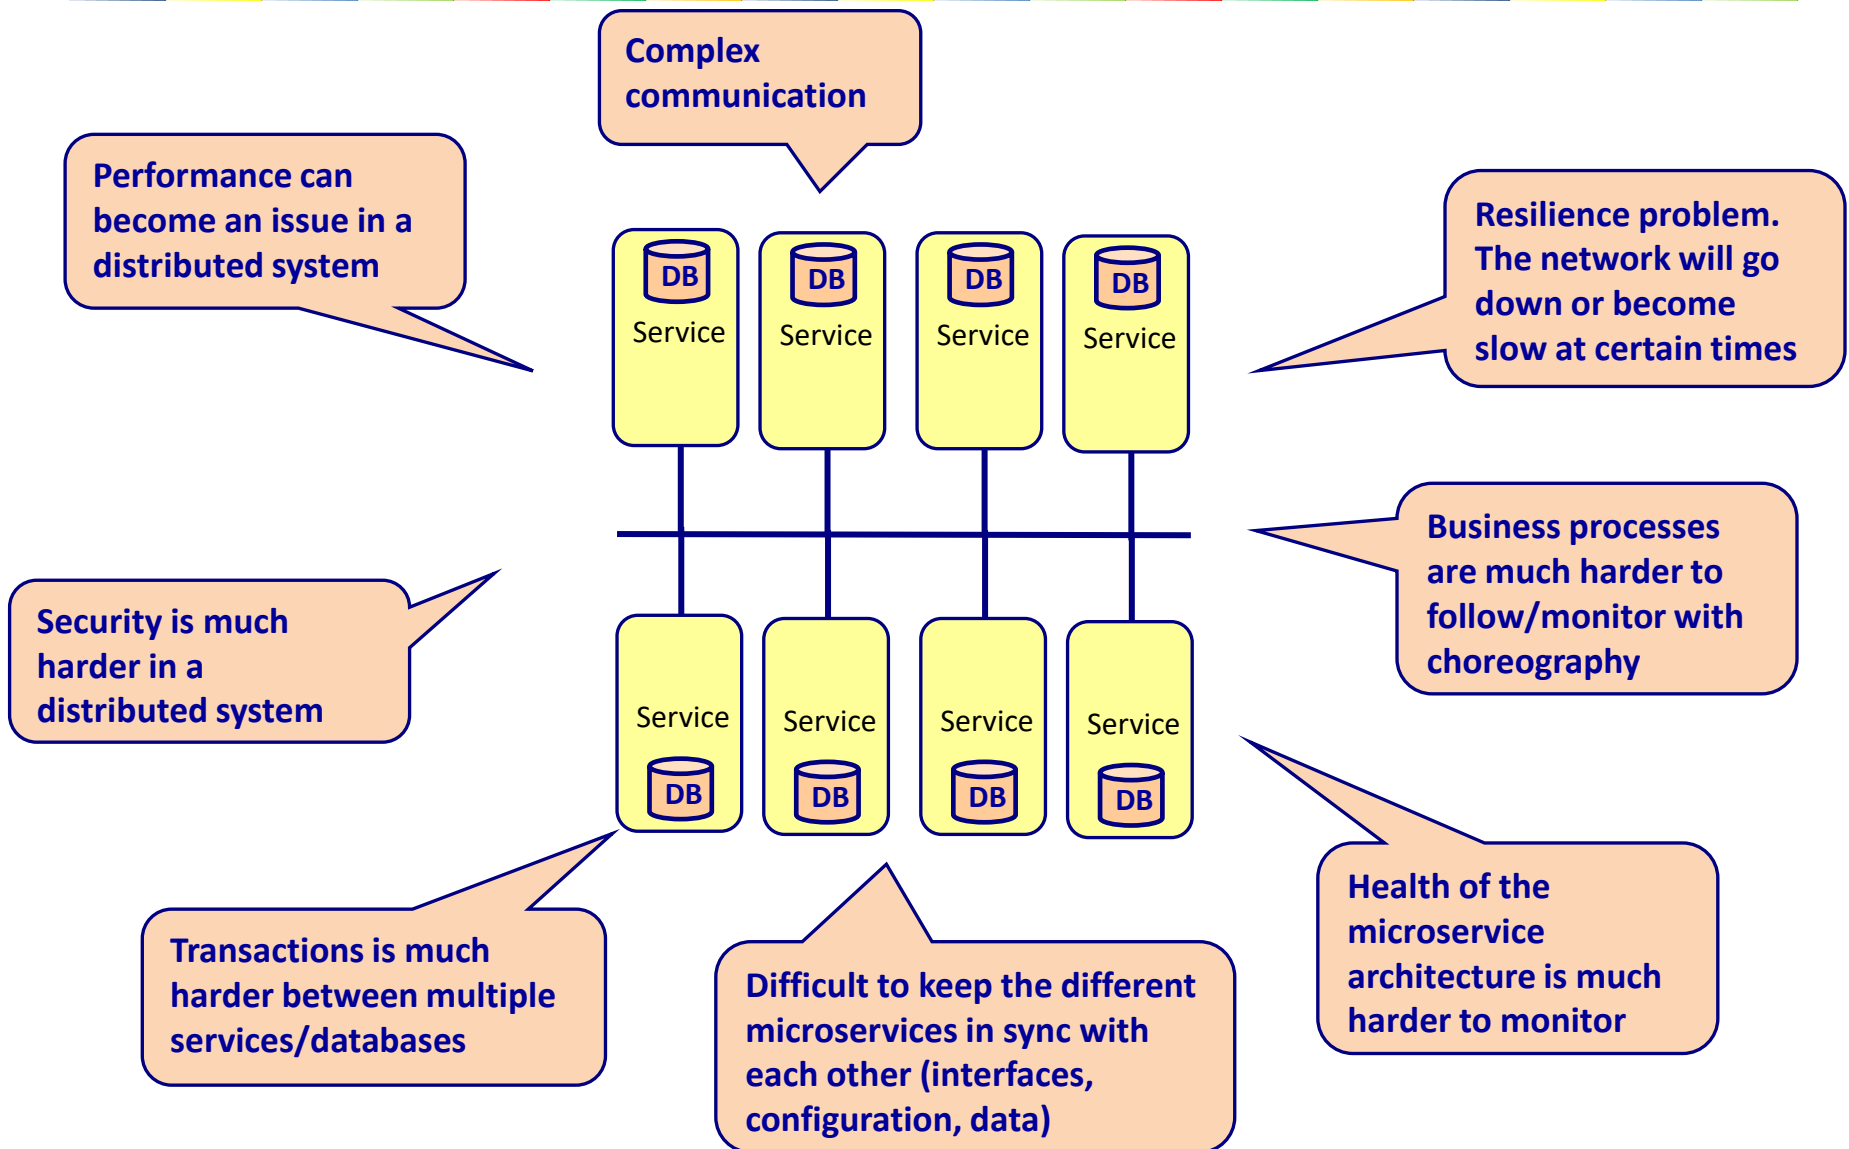 Complex
communication
Performance can
become an issue in a
distributed system
Resilience problem.
The network will go
down or become
slow at certain times
DB
Service
DB
Service
DB
Service
DB
Service
Business processes
are much harder to
follow/monitor with
choreography
Security is much
harder in a
distributed system
Service
DB
Service
DB
Service
DB
Service
DB
Transactions is much
harder between multiple
services/databases
Difficult to keep the different
microservices in sync with
each other (interfaces,
configuration, data)
Health of the
microservice
architecture is much
harder to monitor